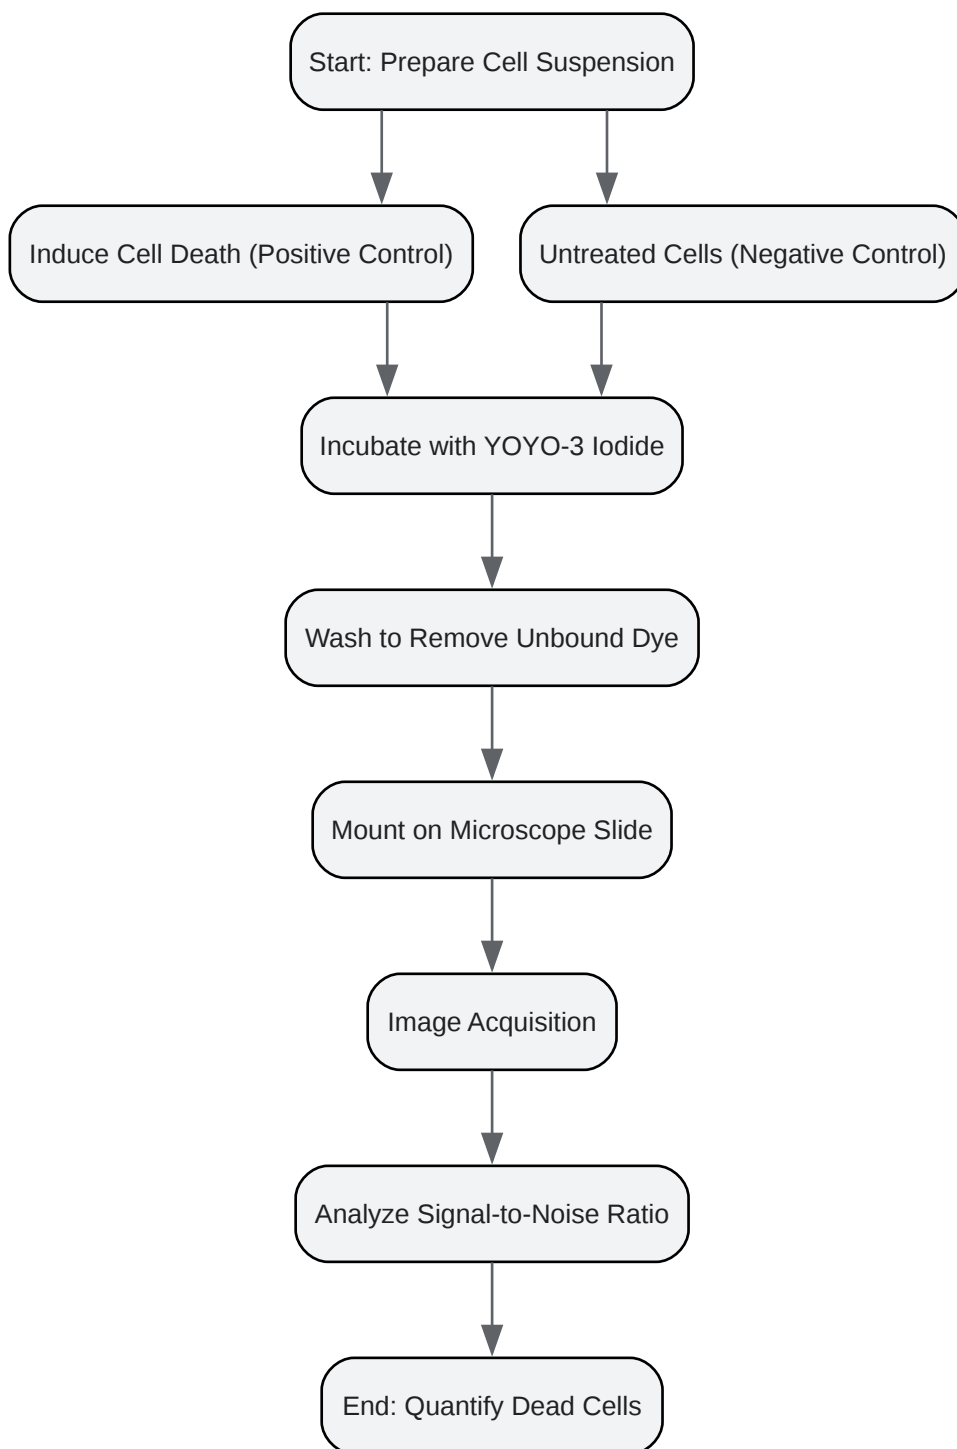 Start: Prepare Cell Suspension
Induce Cell Death (Positive Control)
Untreated Cells (Negative Control)
Incubate with YOYO-3 Iodide
Wash to Remove Unbound Dye
Mount on Microscope Slide
Image Acquisition
Analyze Signal-to-Noise Ratio
End: Quantify Dead Cells